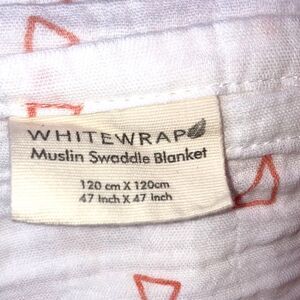 WHITEWRAP
Muslin Swaddle Blanket
120 cm X 120cm
47 Inch X 47 Inch